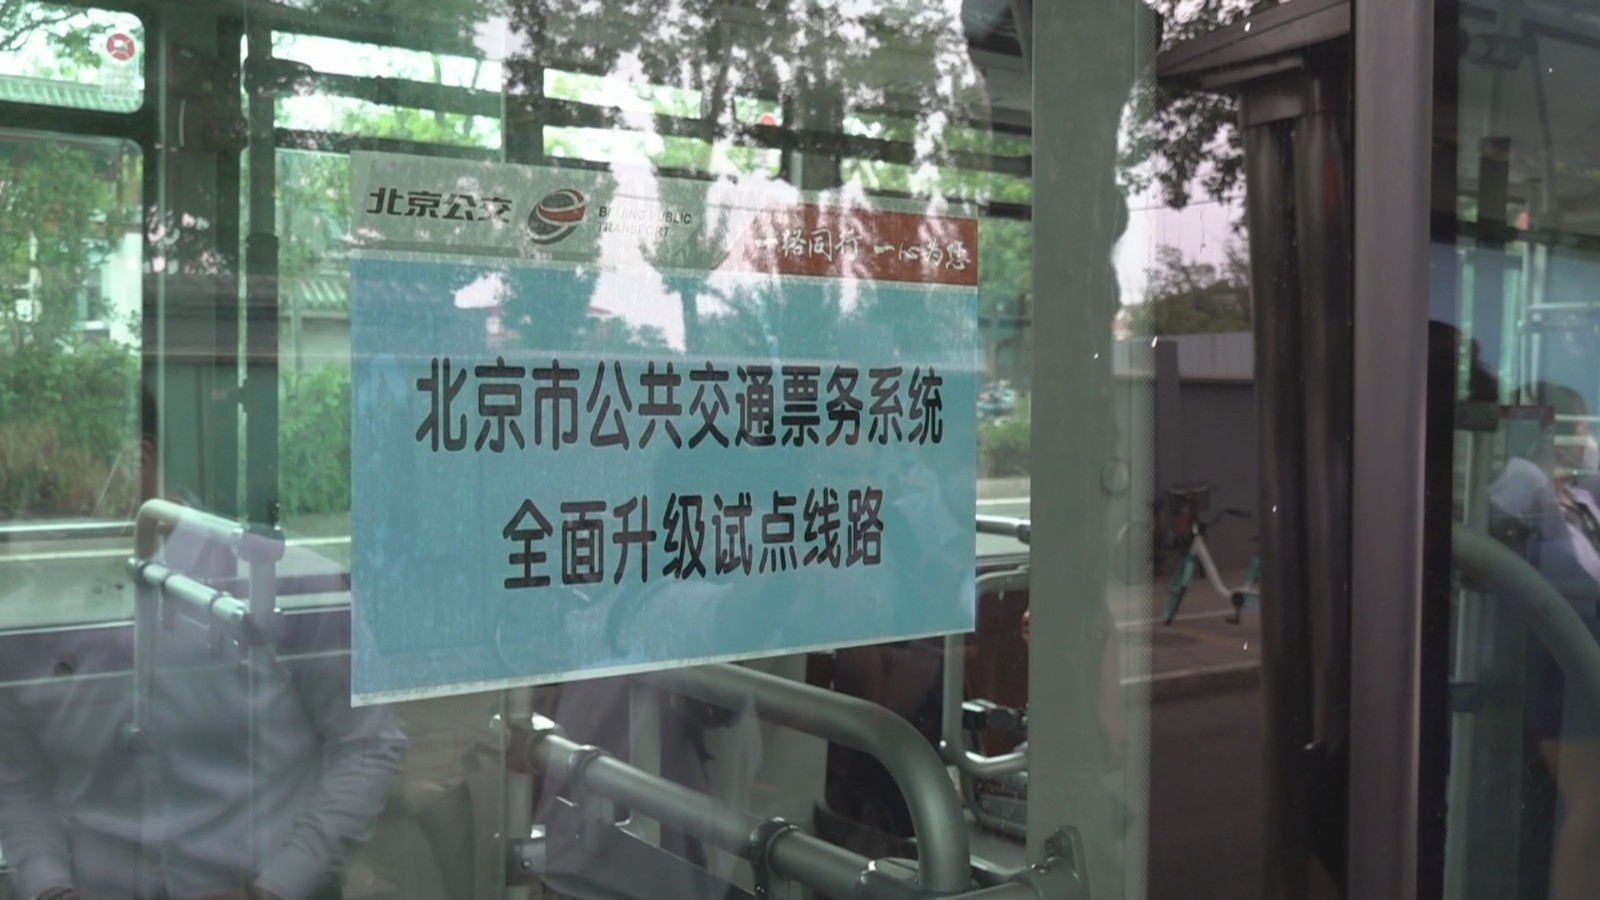 北京公交
BEIJING PUBLIC
TRANSPORT
一路同行 一心为您
北京市公共交通票务系统
全面升级试点线路